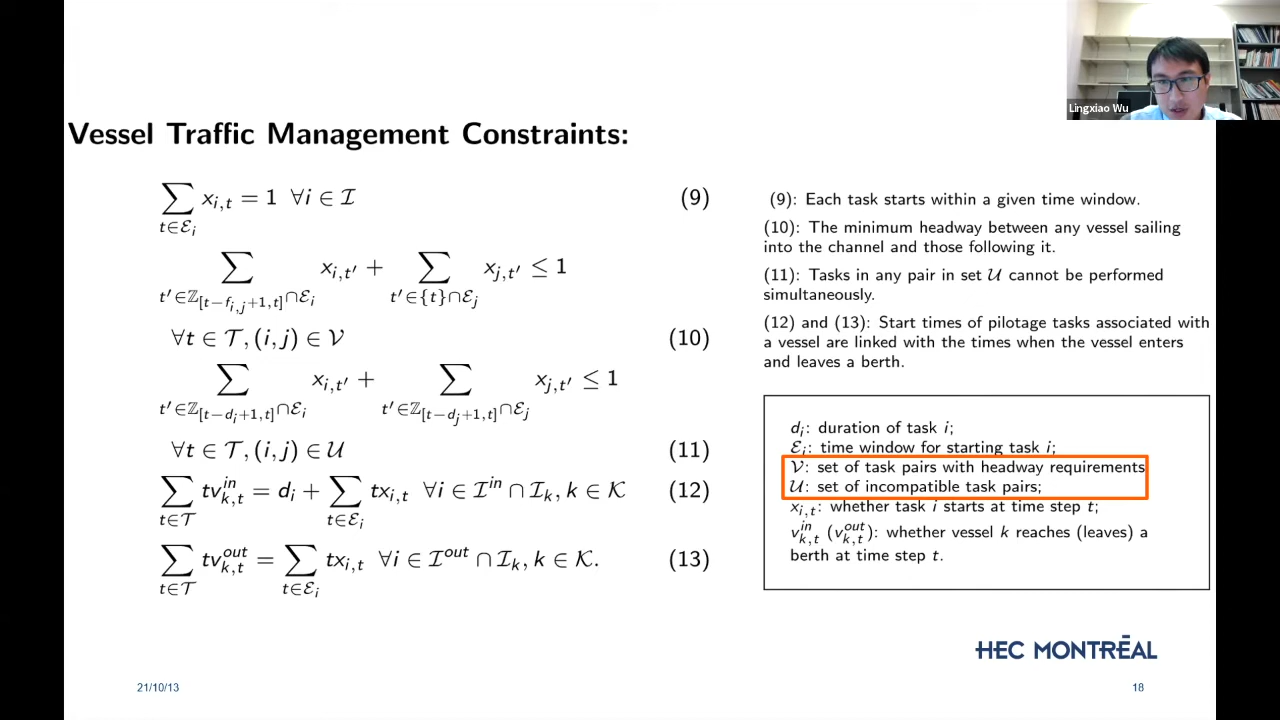 Lingxiao Wu
Vessel Traffic Management Constraints:
∑_{t∈ℰ_i} x_{i,t} = 1 ∀i ∈ ℐ (9)
∑_{t'∈ℤ_{[t−f_{i,j}+1,t]}∩ℰ_i} x_{i,t'} + ∑_{t'∈{t}∩ℰ_j} x_{j,t'} ≤ 1
∀t ∈ 𝒯, (i,j) ∈ 𝒱 (10)
∑_{t'∈ℤ_{[t−d_i+1,t]}∩ℰ_i} x_{i,t'} + ∑_{t'∈ℤ_{[t−d_j+1,t]}∩ℰ_j} x_{j,t'} ≤ 1
∀t ∈ 𝒯, (i,j) ∈ 𝒰 (11)
∑_{t∈𝒯} tv^{in}_{k,t} = d_i + ∑_{t∈ℰ_i} tx_{i,t} ∀i ∈ ℐ^{in} ∩ ℐ_k, k ∈ 𝒦 (12)
∑_{t∈𝒯} tv^{out}_{k,t} = ∑_{t∈ℰ_i} tx_{i,t} ∀i ∈ ℐ^{out} ∩ ℐ_k, k ∈ 𝒦. (13)
(9): Each task starts within a given time window.
(10): The minimum headway between any vessel sailing
into the channel and those following it.
(11): Tasks in any pair in set 𝒰 cannot be performed
simultaneously.
(12) and (13): Start times of pilotage tasks associated with
a vessel are linked with the times when the vessel enters
and leaves a berth.
d_i: duration of task i;
ℰ_i: time window for starting task i;
𝒱: set of task pairs with headway requirements
𝒰: set of incompatible task pairs;
x_{i,t}: whether task i starts at time step t;
v^{in}_{k,t} (v^{out}_{k,t}): whether vessel k reaches (leaves) a
berth at time step t.
HEC MONTRĒAL
21/10/13
18